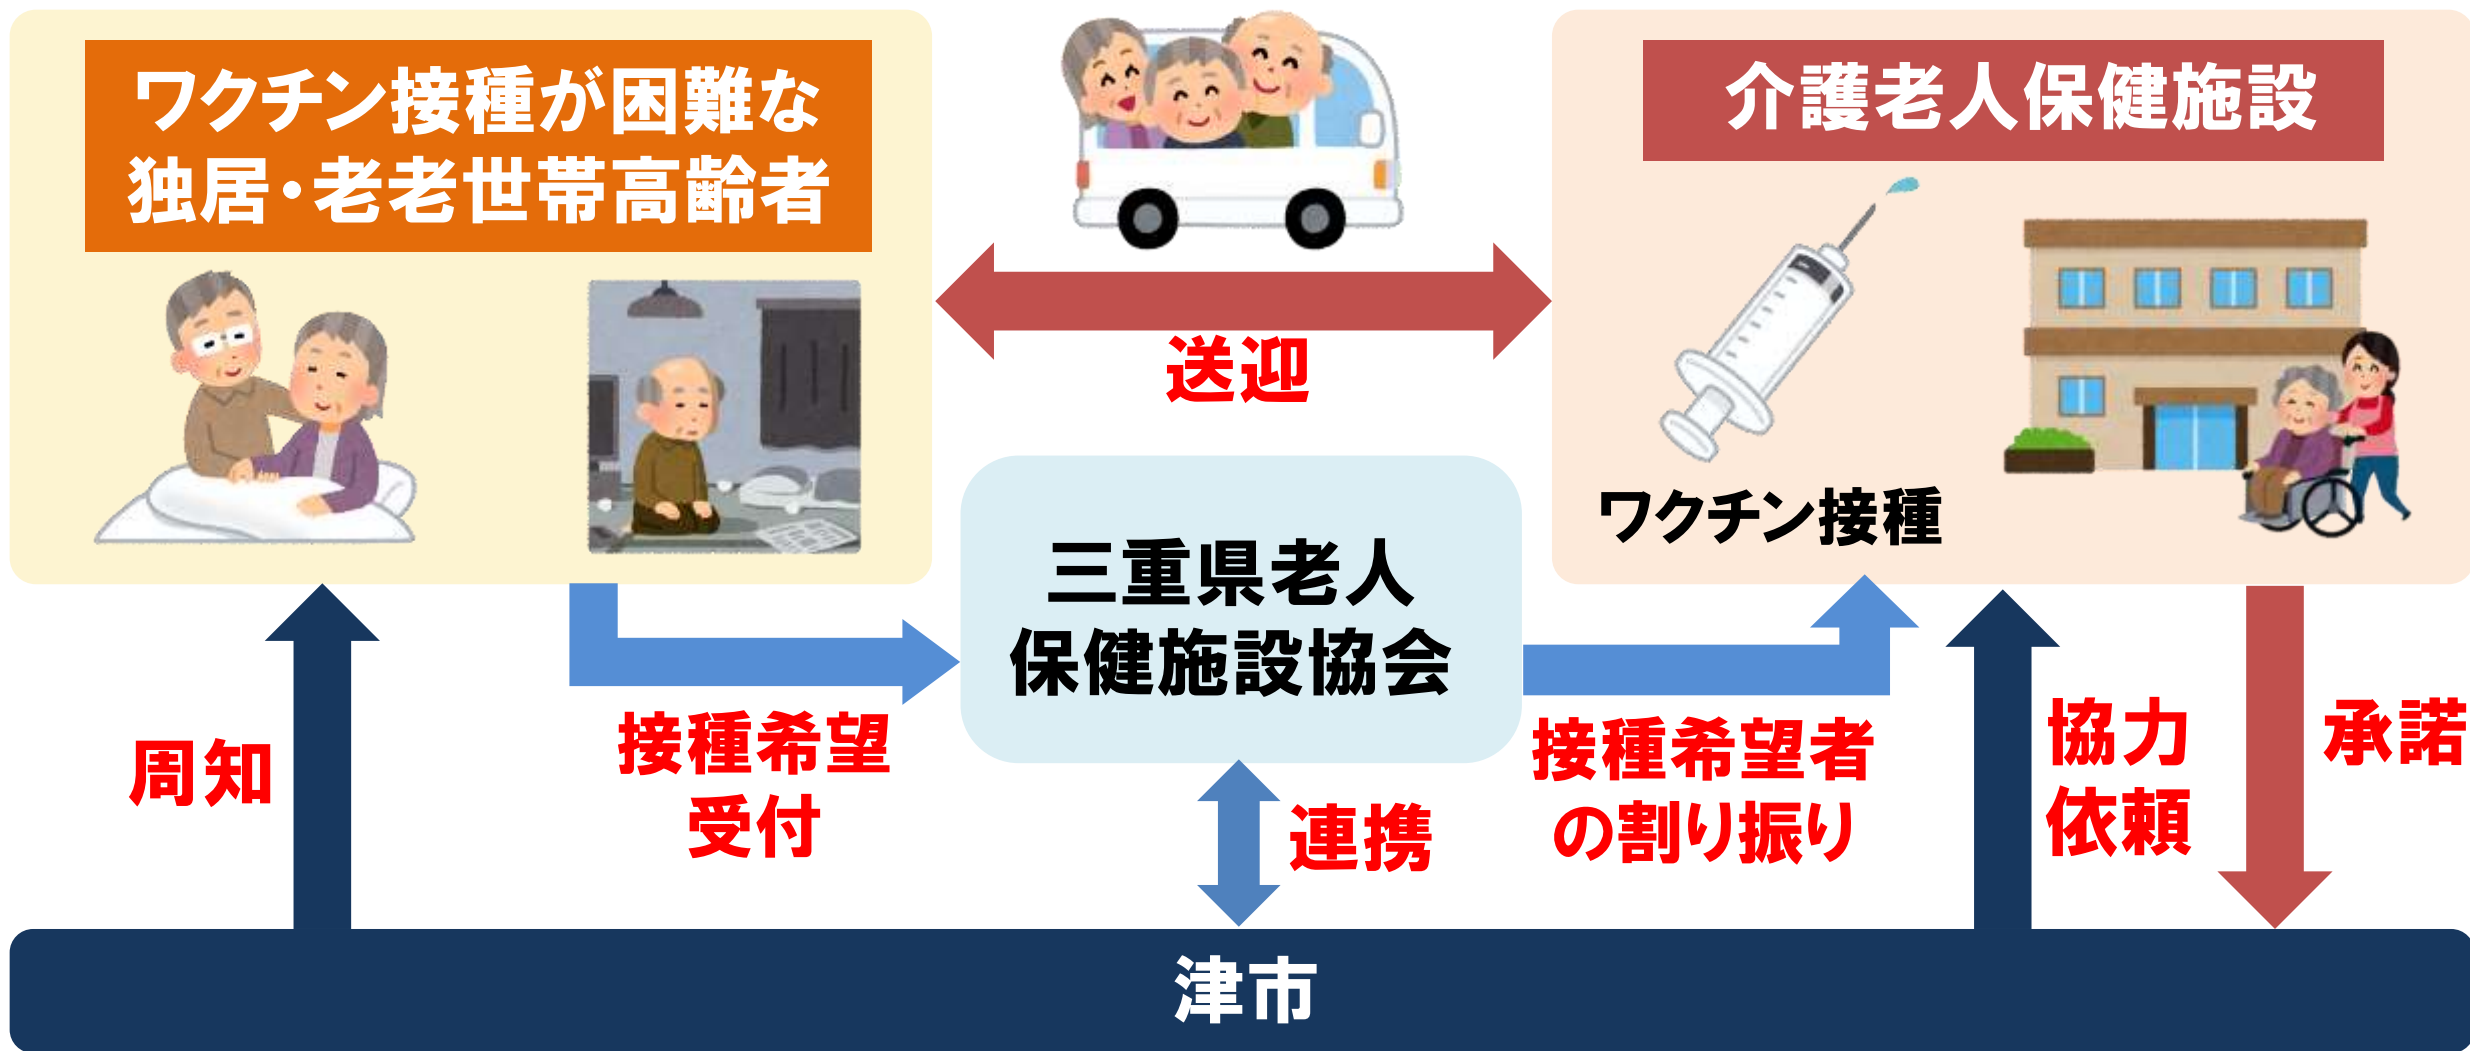 ワクチン接種が困難な
独居・老老世帯高齢者
介護老人保健施設
送迎
ワクチン接種
三重県老人
保健施設協会
周知
接種希望
受付
連携
接種希望者
の割り振り
協力
依頼
承諾
津市